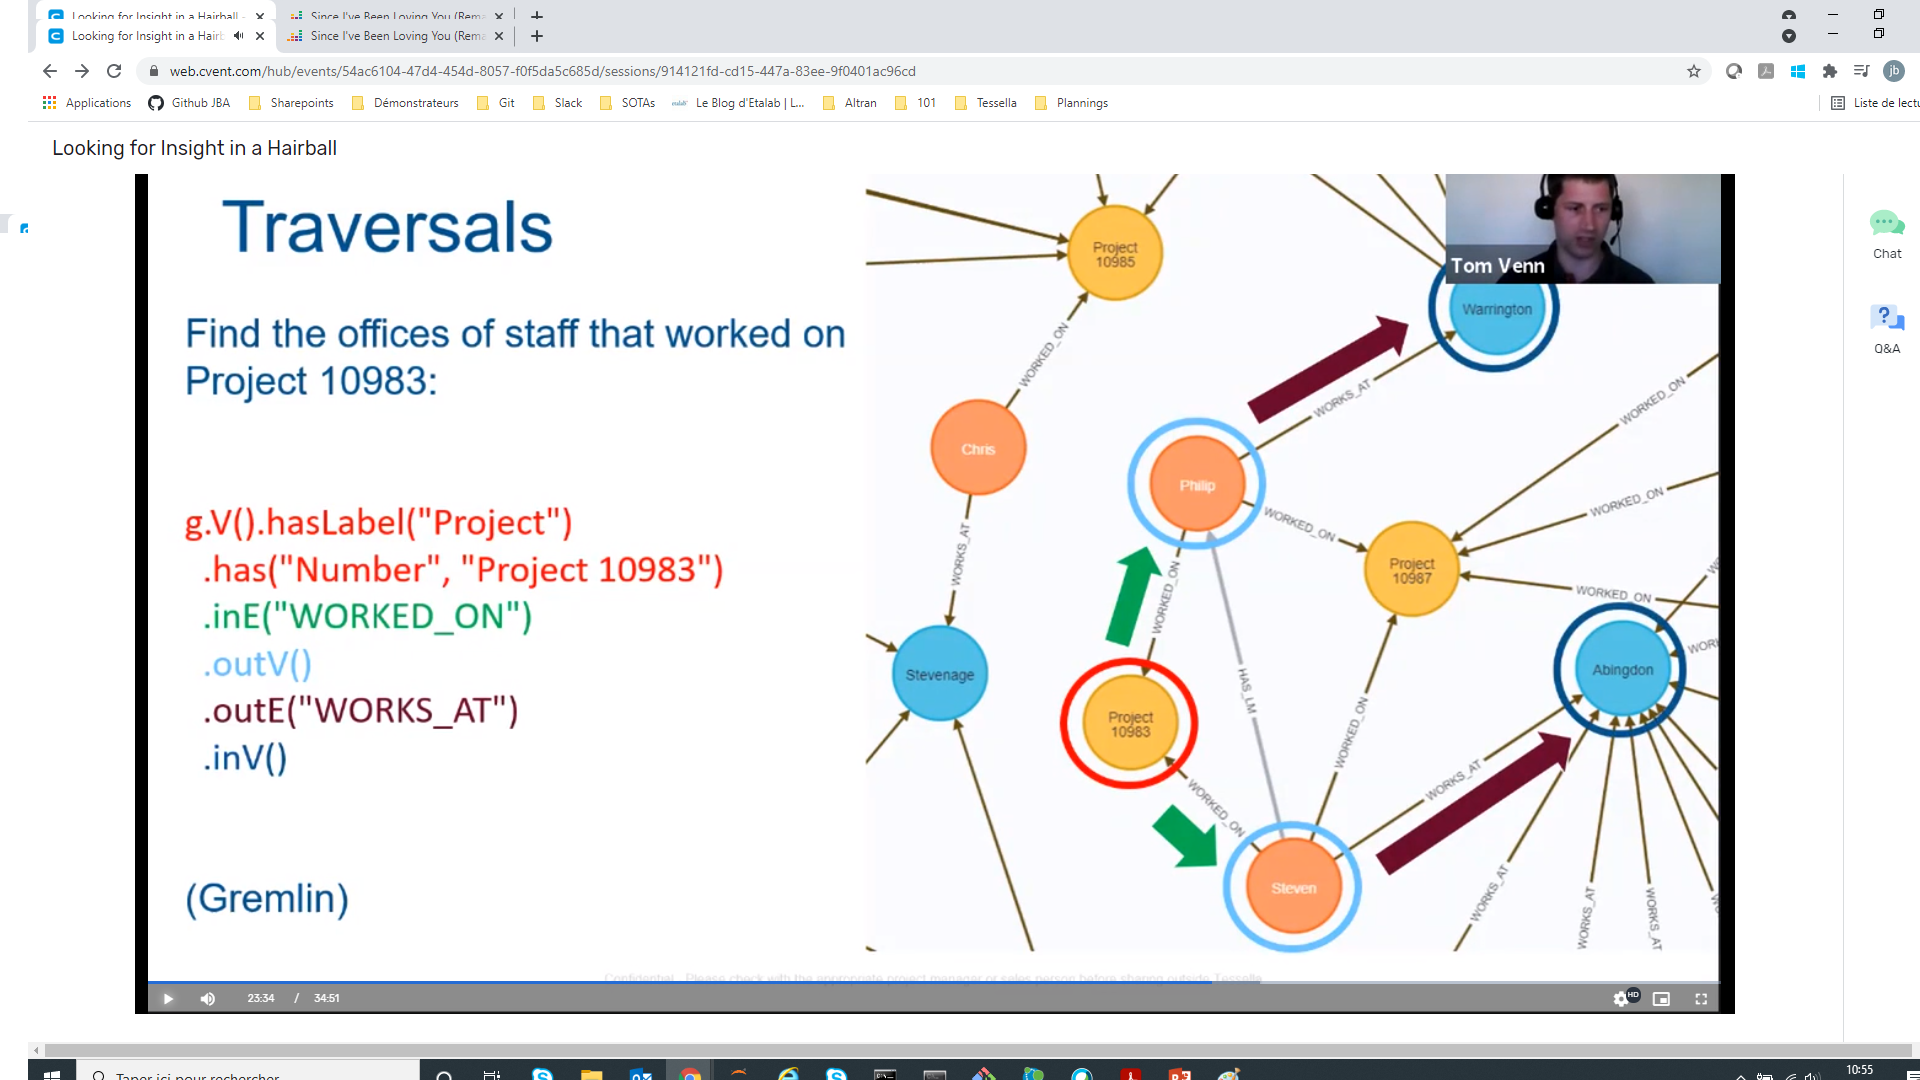 Looking for Insight in a Hairball
Since I've Been Loving You (Rema
Looking for Insight in a Hairb
Since I've Been Loving You (Rema
web.cvent.com/hub/events/54ac6104-47d4-454d-8057-f0f5da5c685d/sessions/914121fd-cd15-447a-83ee-9f0401ac96cd
jb
Applications
Github JBA
Sharepoints
Démonstrateurs
Git
Slack
SOTAs
Le Blog d'Etalab | L...
Altran
101
Tessella
Plannings
Liste de lectu
Looking for Insight in a Hairball
Traversals
Find the offices of staff that worked on
Project 10983:
g.V().hasLabel("Project")
.has("Number", "Project 10983")
.inE("WORKED_ON")
.outV()
.outE("WORKS_AT")
.inV()
(Gremlin)
Project
10985
Tom Venn
Warrington
WORKED_ON
WORKS_AT
WORKED_ON
Chris
Philip
WORKED_ON
WORKED_ON
WORKS_AT
WORKED_ON
Project
10987
WORKED_ON
Stevenage
HAS_LM
Abingdon
WORK
Project
10983
WORKED_ON
WORKED_ON
WORKS_AT
Steven
WORKS_AT
WORKS_AT
WORKS_AT
Confidential - Please check with the appropriate project manager or sales person before sharing outside Tessella
23:34 / 34:51
HD
Chat
Q&A
Taper ici pour rechercher
10:55